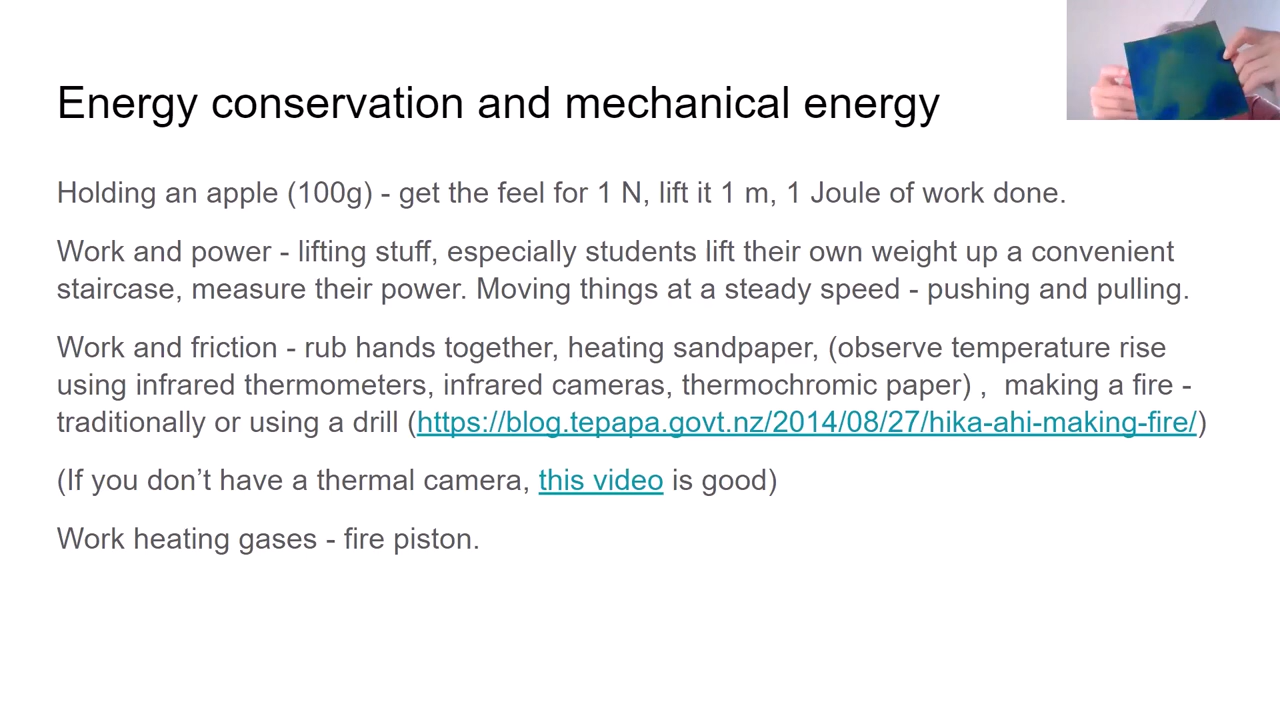 Energy conservation and mechanical energy
Holding an apple (100g) - get the feel for 1 N, lift it 1 m, 1 Joule of work done.
Work and power - lifting stuff, especially students lift their own weight up a convenient
staircase, measure their power. Moving things at a steady speed - pushing and pulling.
Work and friction - rub hands together, heating sandpaper, (observe temperature rise
using infrared thermometers, infrared cameras, thermochromic paper) ,  making a fire -
traditionally or using a drill (https://blog.tepapa.govt.nz/2014/08/27/hika-ahi-making-fire/)
(If you don’t have a thermal camera, this video is good)
Work heating gases - fire piston.